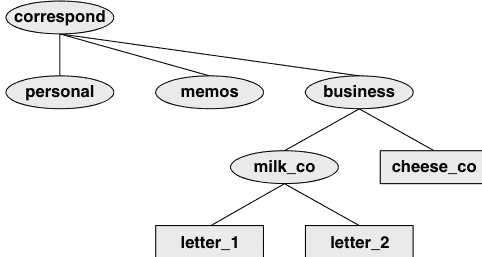 correspond
personal
memos
business
milk_co
cheese_co
letter_1
letter_2